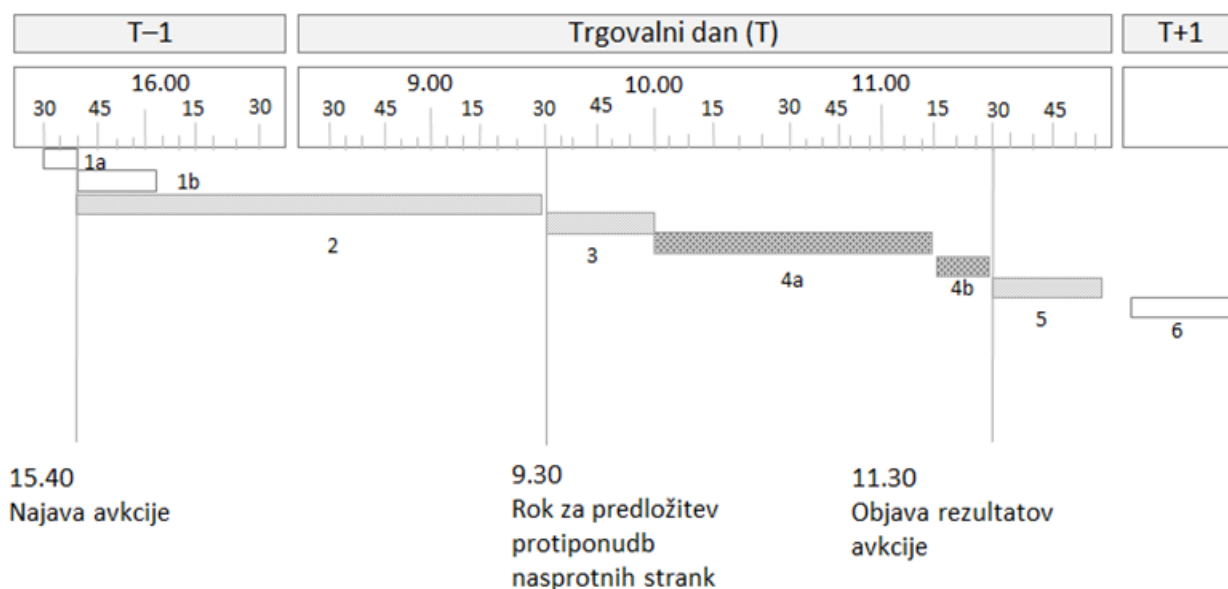 T–1 Trgovalni dan (T) T+1
16.00 9.00 10.00 11.00
30 45 15 30 30 45 15 30 45 15 30 45 15 30 45
1a
1b
2
3
4a
4b
5
6
15.40
Najava avkcije
9.30
Rok za predložitev
protiponudb
nasprotnih strank
11.30
Objava rezultatov
avkcije